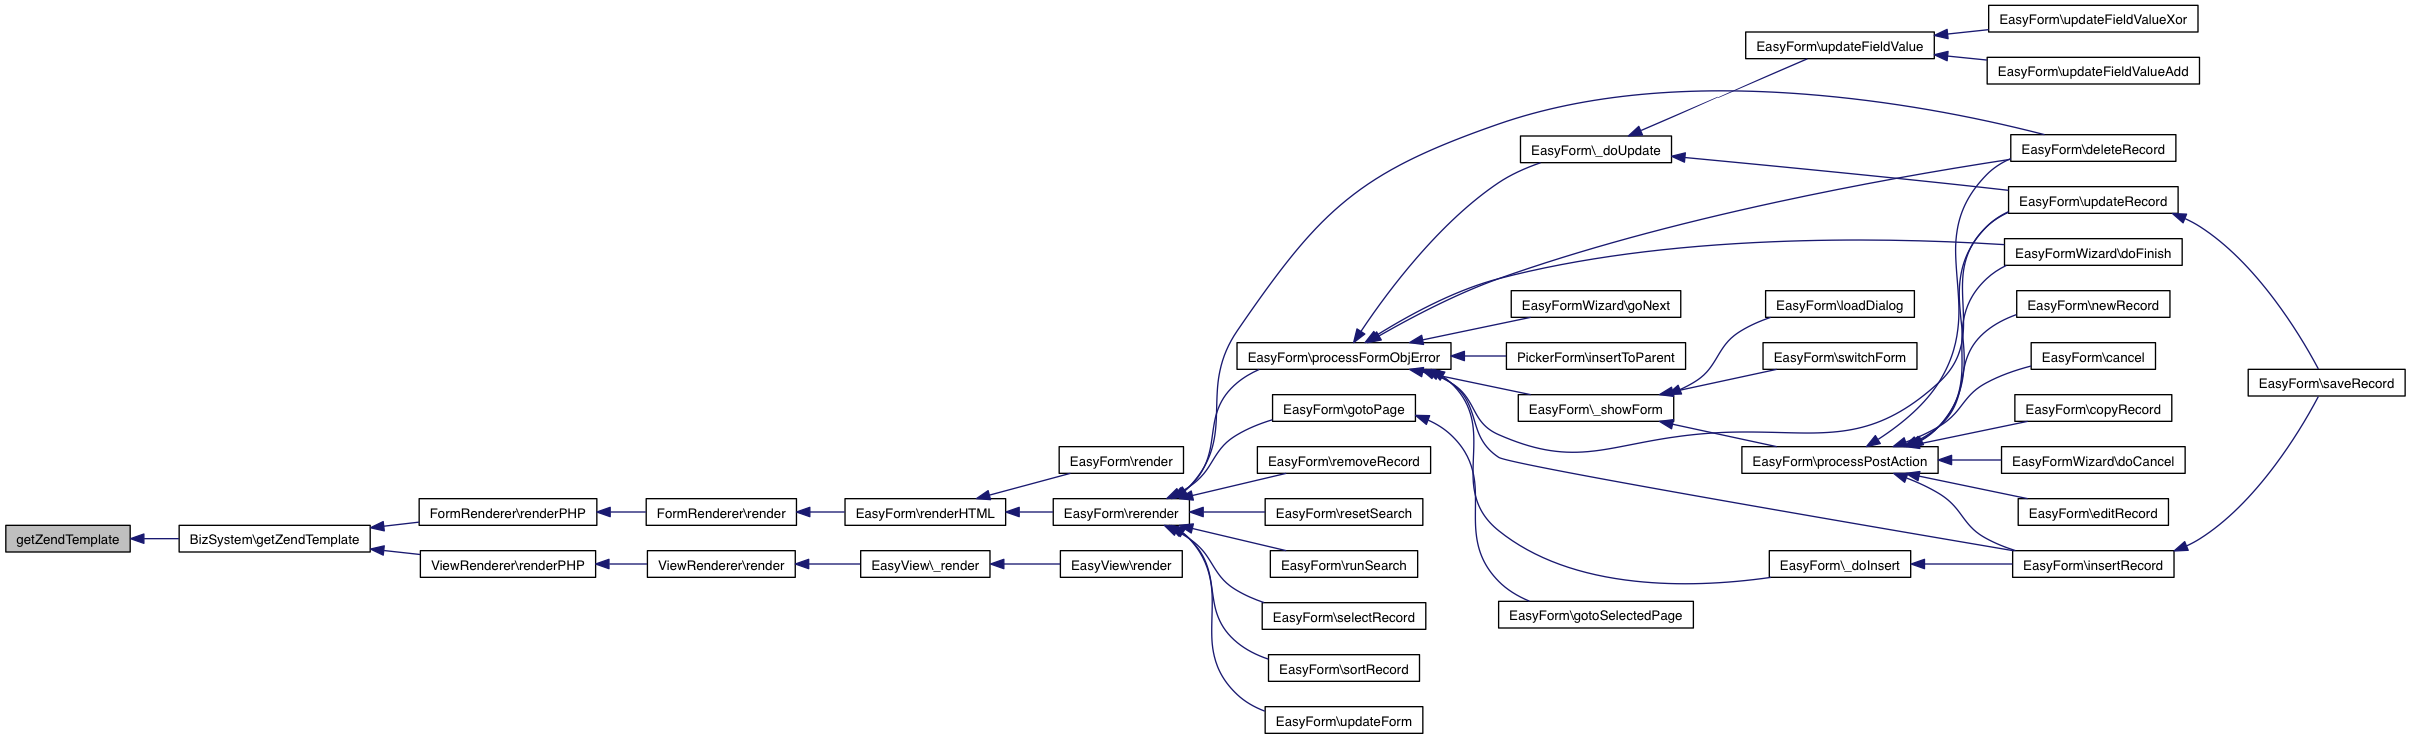 getZendTemplate
BizSystem\getZendTemplate
FormRenderer\renderPHP
ViewRenderer\renderPHP
FormRenderer\render
ViewRenderer\render
EasyForm\renderHTML
EasyView\_render
EasyForm\render
EasyForm\rerender
EasyView\render
EasyForm\processFormObjError
EasyForm\gotoPage
EasyForm\removeRecord
EasyForm\resetSearch
EasyForm\runSearch
EasyForm\selectRecord
EasyForm\sortRecord
EasyForm\updateForm
EasyForm\_doUpdate
EasyFormWizard\goNext
PickerForm\insertToParent
EasyForm\_showForm
EasyForm\gotoSelectedPage
EasyForm\updateFieldValue
EasyForm\loadDialog
EasyForm\switchForm
EasyForm\processPostAction
EasyForm\_doInsert
EasyForm\updateFieldValueXor
EasyForm\updateFieldValueAdd
EasyForm\deleteRecord
EasyForm\updateRecord
EasyFormWizard\doFinish
EasyForm\newRecord
EasyForm\cancel
EasyForm\copyRecord
EasyFormWizard\doCancel
EasyForm\editRecord
EasyForm\insertRecord
EasyForm\saveRecord